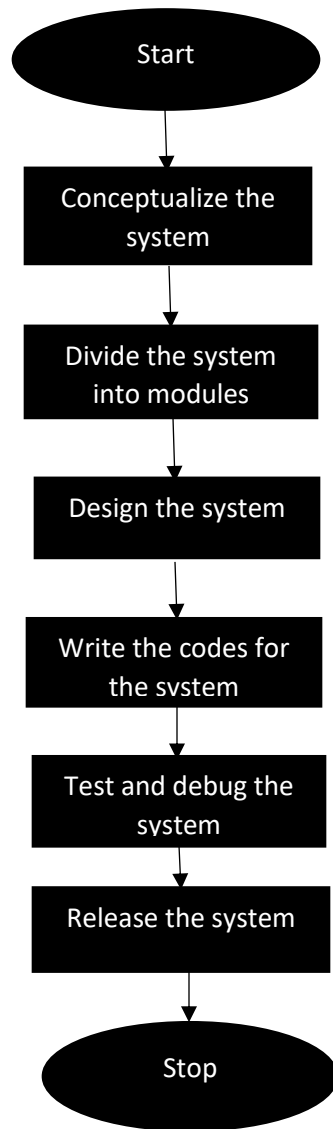 Start
Conceptualize the
system
Divide the system
into modules
Design the system
Write the codes for
the system
Test and debug the
system
Release the system
Stop